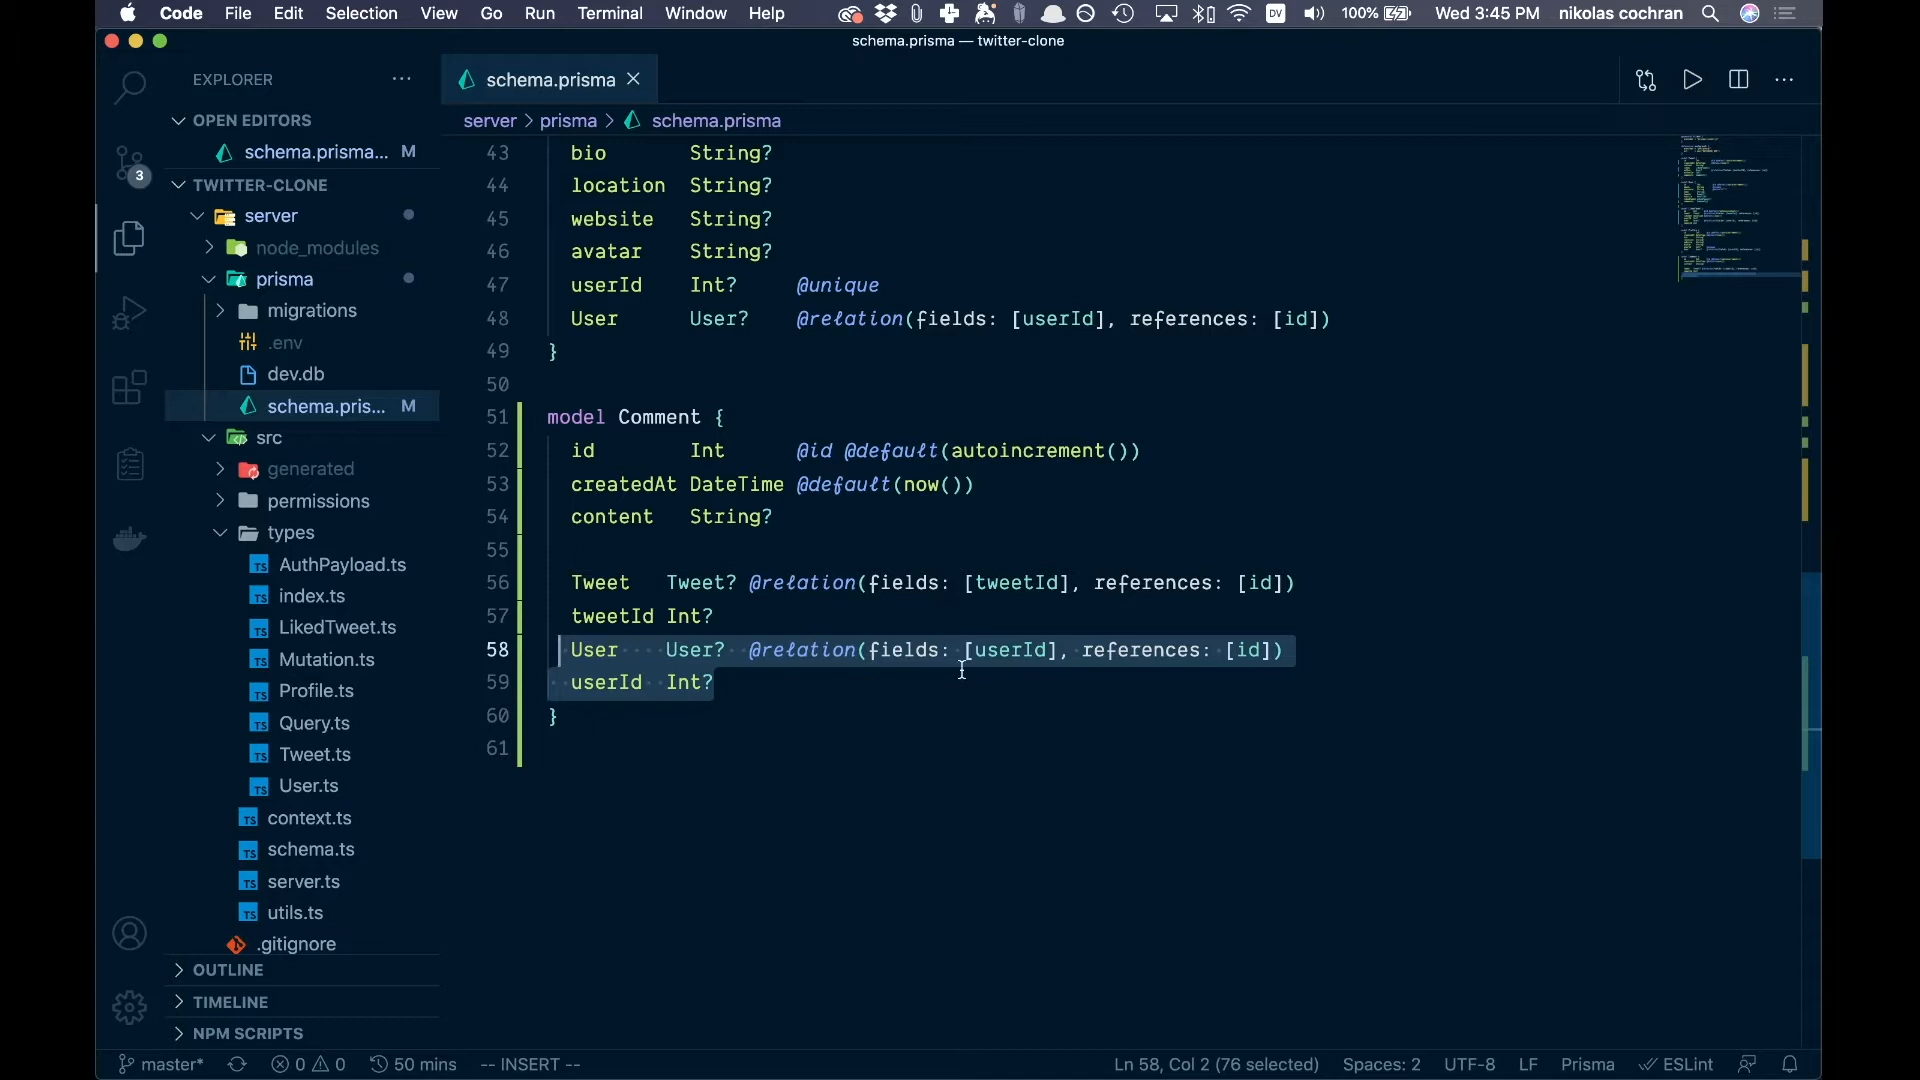 Code File Edit Selection View Go Run Terminal Window Help DV 100% Wed 3:45 PM nikolas cochran
schema.prisma — twitter-clone
EXPLORER
schema.prisma
OPEN EDITORS
server > prisma > schema.prisma
schema.prisma... M
3
TWITTER-CLONE
server
node_modules
prisma
migrations
.env
dev.db
schema.pris... M
src
generated
permissions
types
AuthPayload.ts
index.ts
LikedTweet.ts
Mutation.ts
Profile.ts
Query.ts
Tweet.ts
User.ts
context.ts
schema.ts
server.ts
utils.ts
.gitignore
OUTLINE
TIMELINE
NPM SCRIPTS
43 bio String?
44 location String?
45 website String?
46 avatar String?
47 userId Int? @unique
48 User User? @relation(fields: [userId], references: [id])
49 }
50
51 model Comment {
52 id Int @id @default(autoincrement())
53 createdAt DateTime @default(now())
54 content String?
55
56 Tweet Tweet? @relation(fields: [tweetId], references: [id])
57 tweetId Int?
58 User User? @relation(fields: [userId], references: [id])
59 userId Int?
60 }
61
master* 0 0 50 mins -- INSERT -- Ln 58, Col 2 (76 selected) Spaces: 2 UTF-8 LF Prisma ESLint